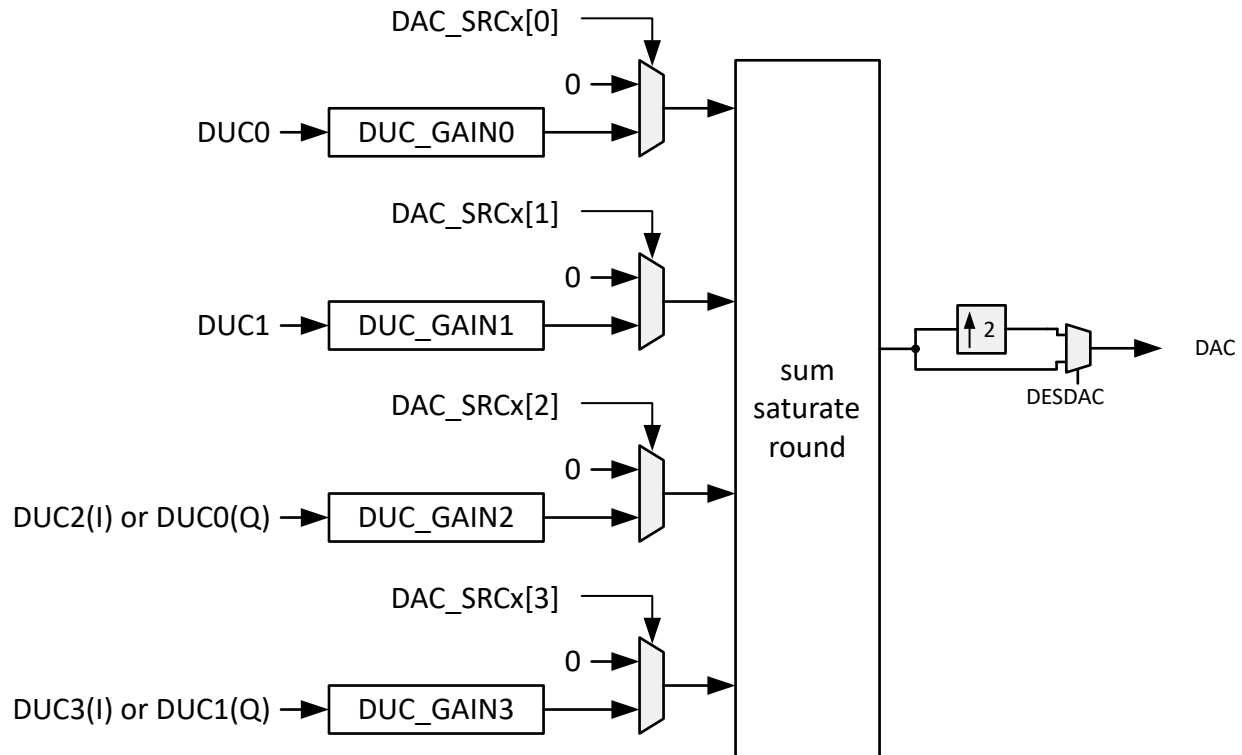 DAC_SRCx[0]
0
DUC0
DUC_GAIN0
DAC_SRCx[1]
0
DUC1
DUC_GAIN1
DAC_SRCx[2]
0
DUC2(I) or DUC0(Q)
DUC_GAIN2
DAC_SRCx[3]
0
DUC3(I) or DUC1(Q)
DUC_GAIN3
sum
saturate
round
2
DESDAC
DAC